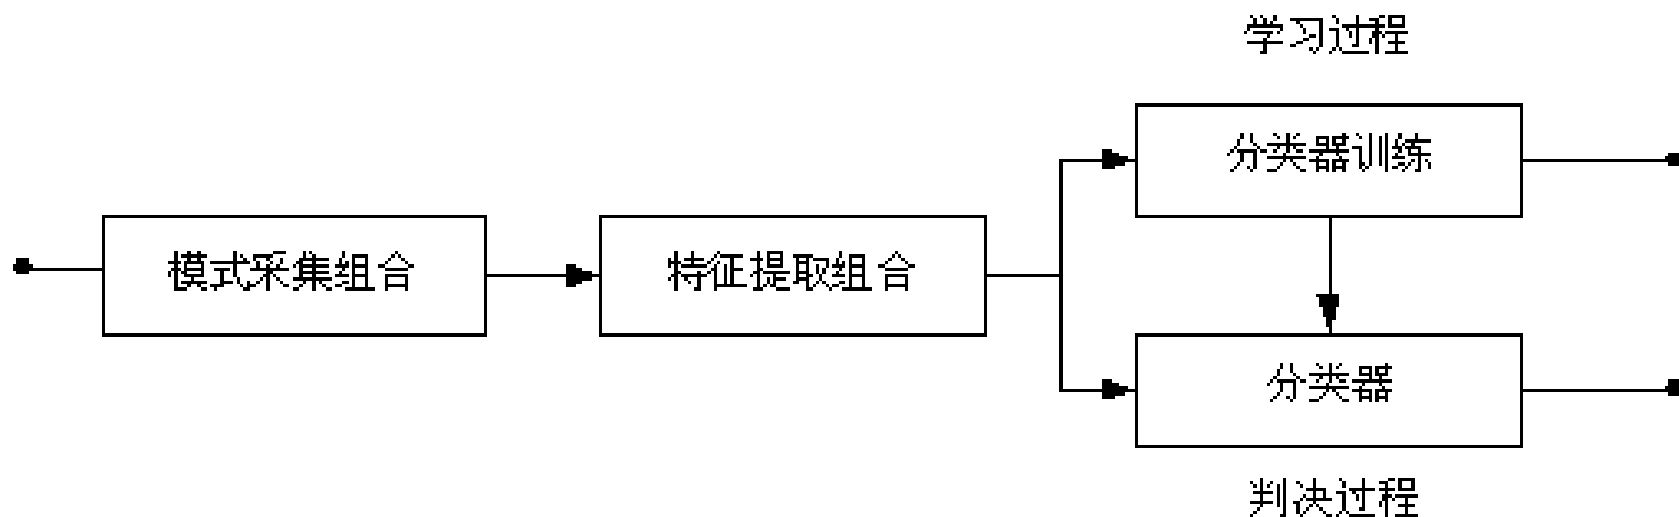 学习过程
分类器训练
模式采集组合
特征提取组合
分类器
判决过程